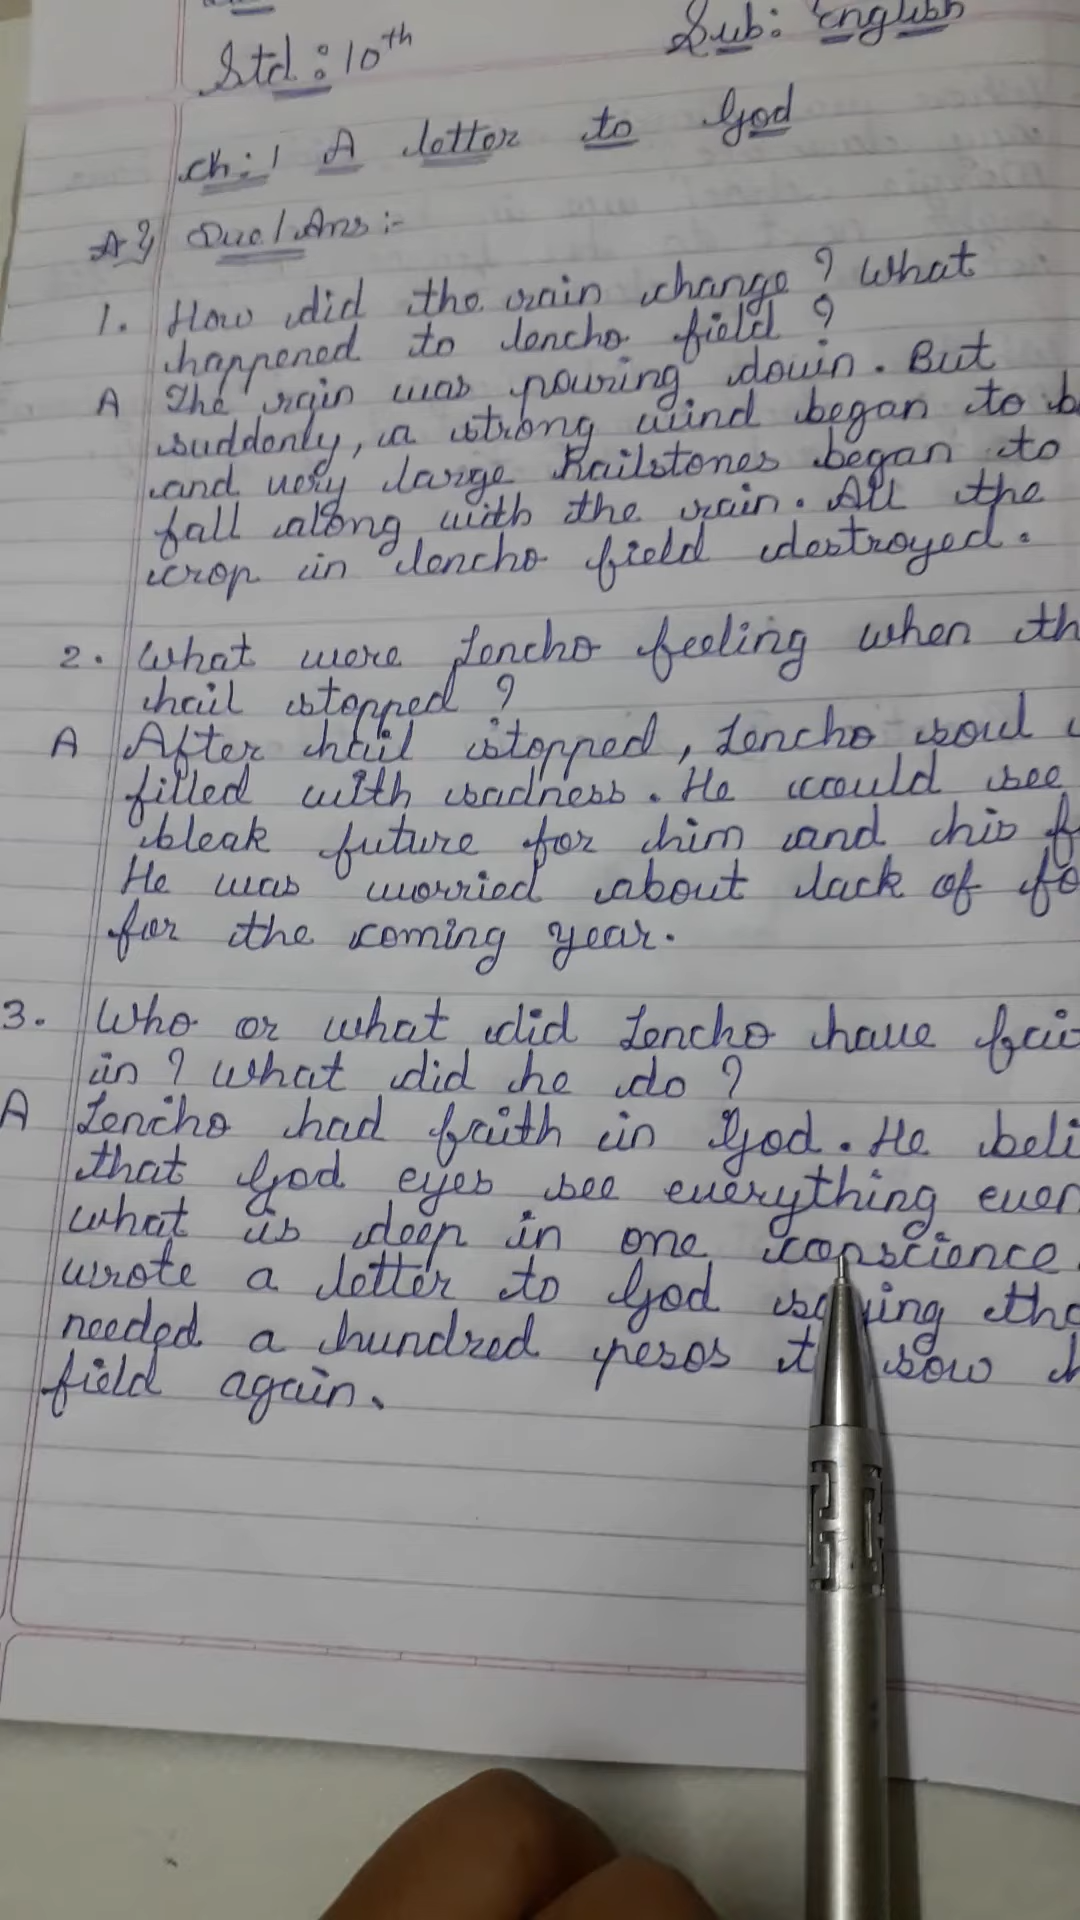 Std: 10th Sub: English
Ch:1 A letter to God
A} Que/Ans:-
1. How did the rain change? What
happened to lencho field?
A The rain was pouring down. But
suddenly, a strong wind began to
and very large hailstones began to
fall along with the rain. All the
crop in lencho field destroyed.
2. What were Lencho feeling when
hail stopped?
A After hail stopped, Lencho soul
filled with sadness. He could see
bleak future for him and his
He was worried about lack of
for the coming year.
3. Who or what did Lencho have
in? What did he do?
A Lencho had faith in God. He
that God eyes see everything
what is deep in one conscience.
wrote a letter to God saying
needed a hundred pesos to sow
field again.